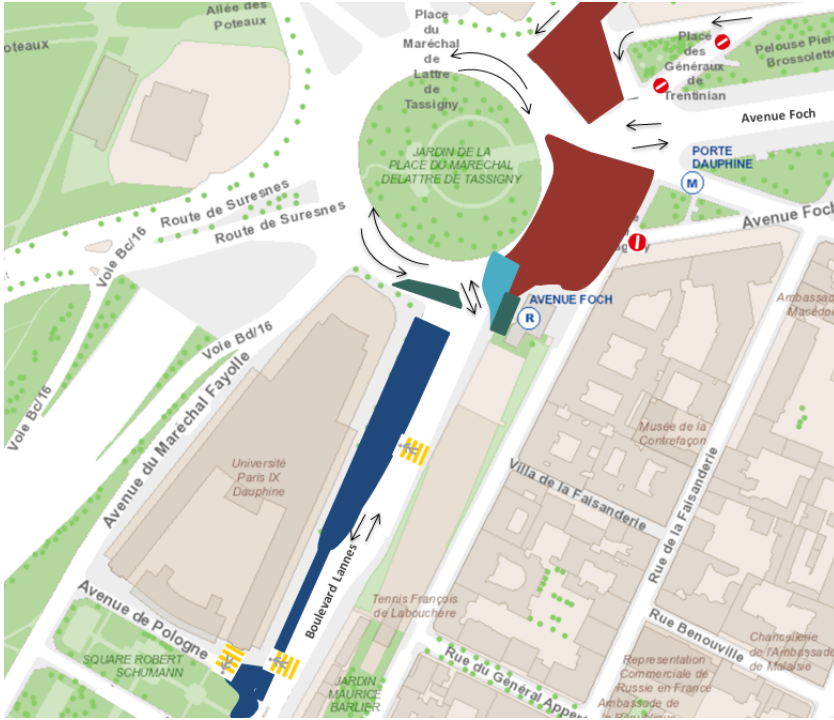 Allée des
Poteaux
Poteaux
Place
du
Maréchal
de
Lattre
de
Tassigny
Place
des
Généraux
de
Trentinian
Pelouse Pier
Brossolette
Avenue Foch
PORTE
DAUPHINE
M
JARDIN DE LA
PLACE DU MARECHAL
DELATTRE DE TASSIGNY
Route de Suresnes
Route de Suresnes
Voie Bc/16
Avenue Foch
AVENUE FOCH
R
Ambassade
Macédo
Voie Bd/16
Voie Bc/16
Avenue du Maréchal Fayolle
Université
Paris IX
Dauphine
Musée de la
Contrefaçon
Villa de la Faisanderie
Rue de la Faisanderie
Boulevard Lannes
Avenue de Pologne
Tennis François
de Labouchère
Rue Benouville
SQUARE ROBERT
SCHUMANN
JARDIN
MAURICE
BARLIER
Rue du Général Appert
Representation
Commerciale de
Russie en France
Ambassade de
Chancellerie
de l'Ambassade
de Malaisie